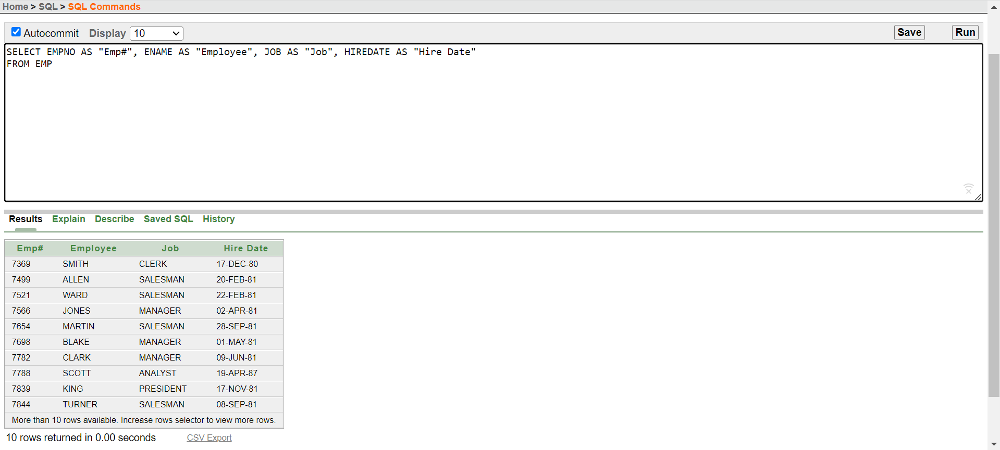 Home > SQL > SQL Commands
Autocommit Display 10 Save Run
SELECT EMPNO AS "Emp#", ENAME AS "Employee", JOB AS "Job", HIREDATE AS "Hire Date"
FROM EMP
Results Explain Describe Saved SQL History
Emp# Employee Job Hire Date
7369 SMITH CLERK 17-DEC-80
7499 ALLEN SALESMAN 20-FEB-81
7521 WARD SALESMAN 22-FEB-81
7566 JONES MANAGER 02-APR-81
7654 MARTIN SALESMAN 28-SEP-81
7698 BLAKE MANAGER 01-MAY-81
7782 CLARK MANAGER 09-JUN-81
7788 SCOTT ANALYST 19-APR-87
7839 KING PRESIDENT 17-NOV-81
7844 TURNER SALESMAN 08-SEP-81
More than 10 rows available. Increase rows selector to view more rows.
10 rows returned in 0.00 seconds CSV Export